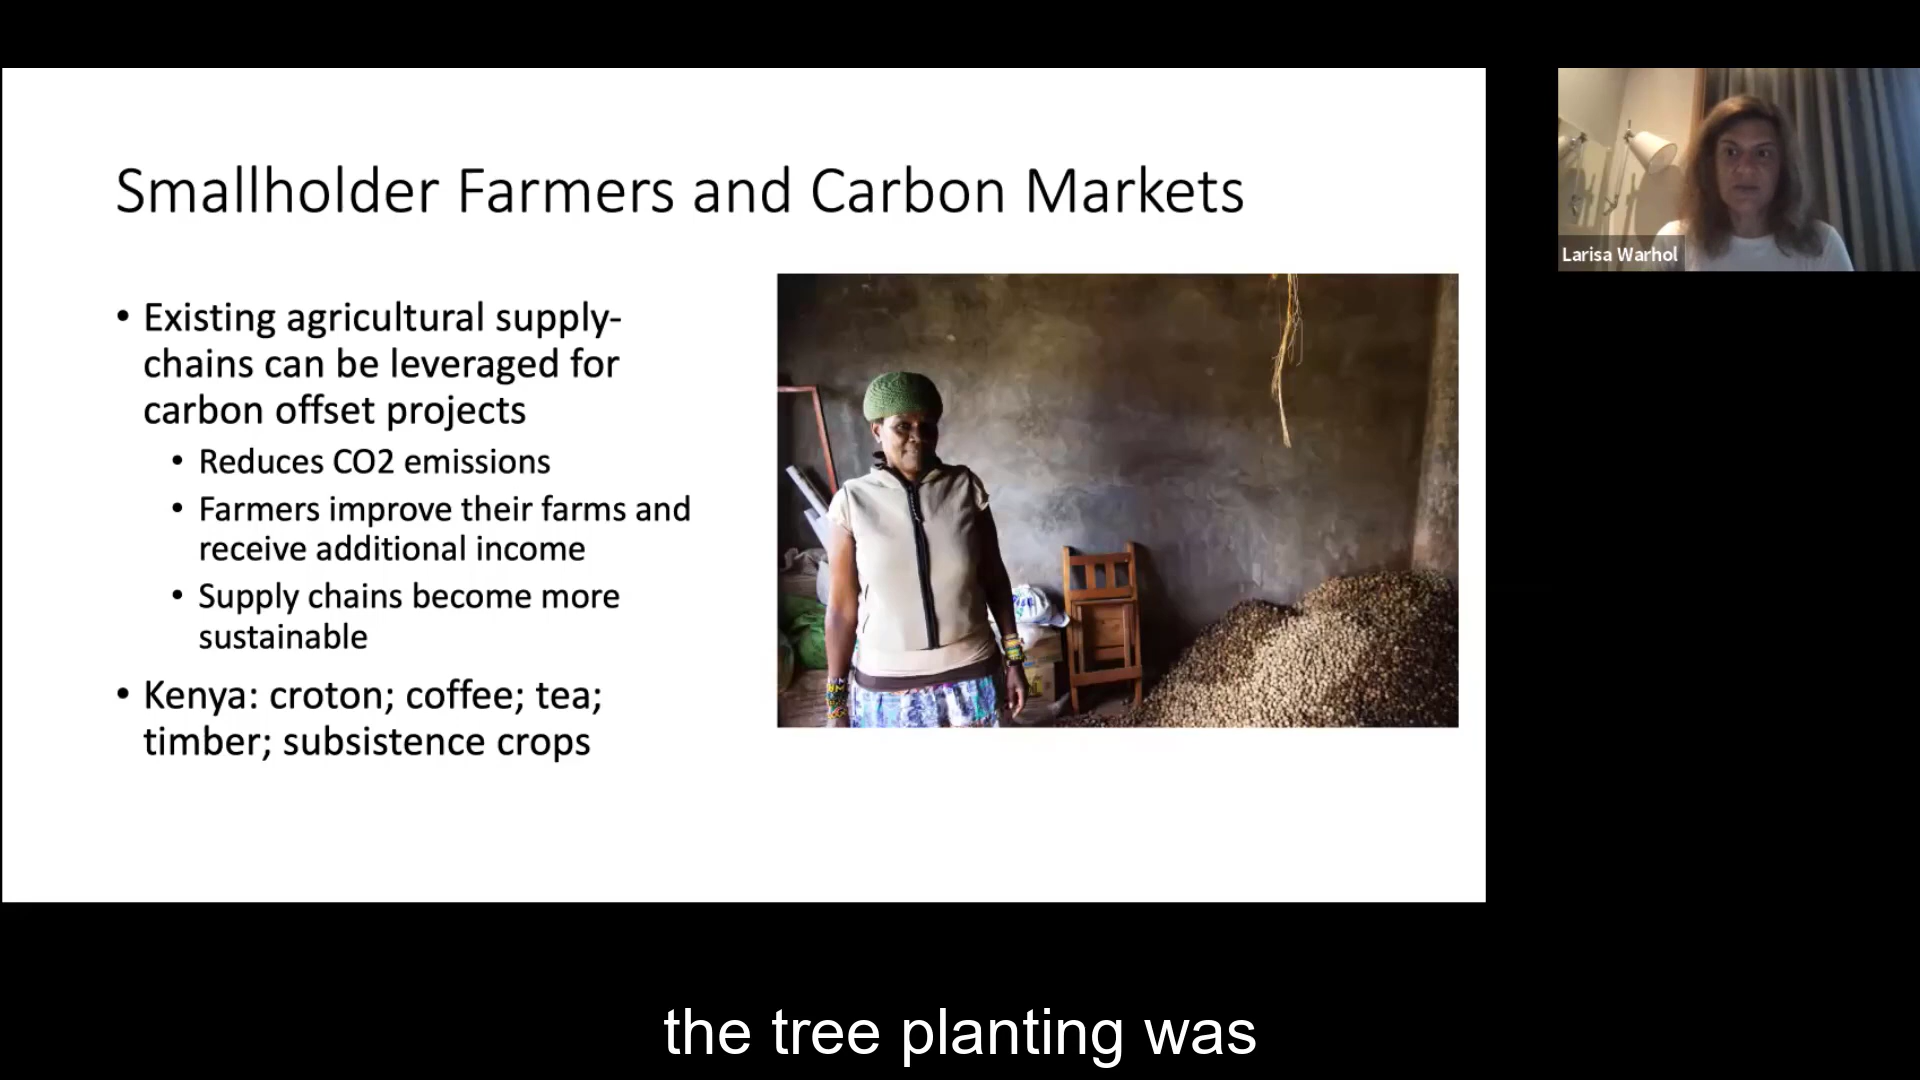 Smallholder Farmers and Carbon Markets
• Existing agricultural supply-
chains can be leveraged for
carbon offset projects
• Reduces CO2 emissions
• Farmers improve their farms and
receive additional income
• Supply chains become more
sustainable
• Kenya: croton; coffee; tea;
timber; subsistence crops
Larisa Warhol
the tree planting was